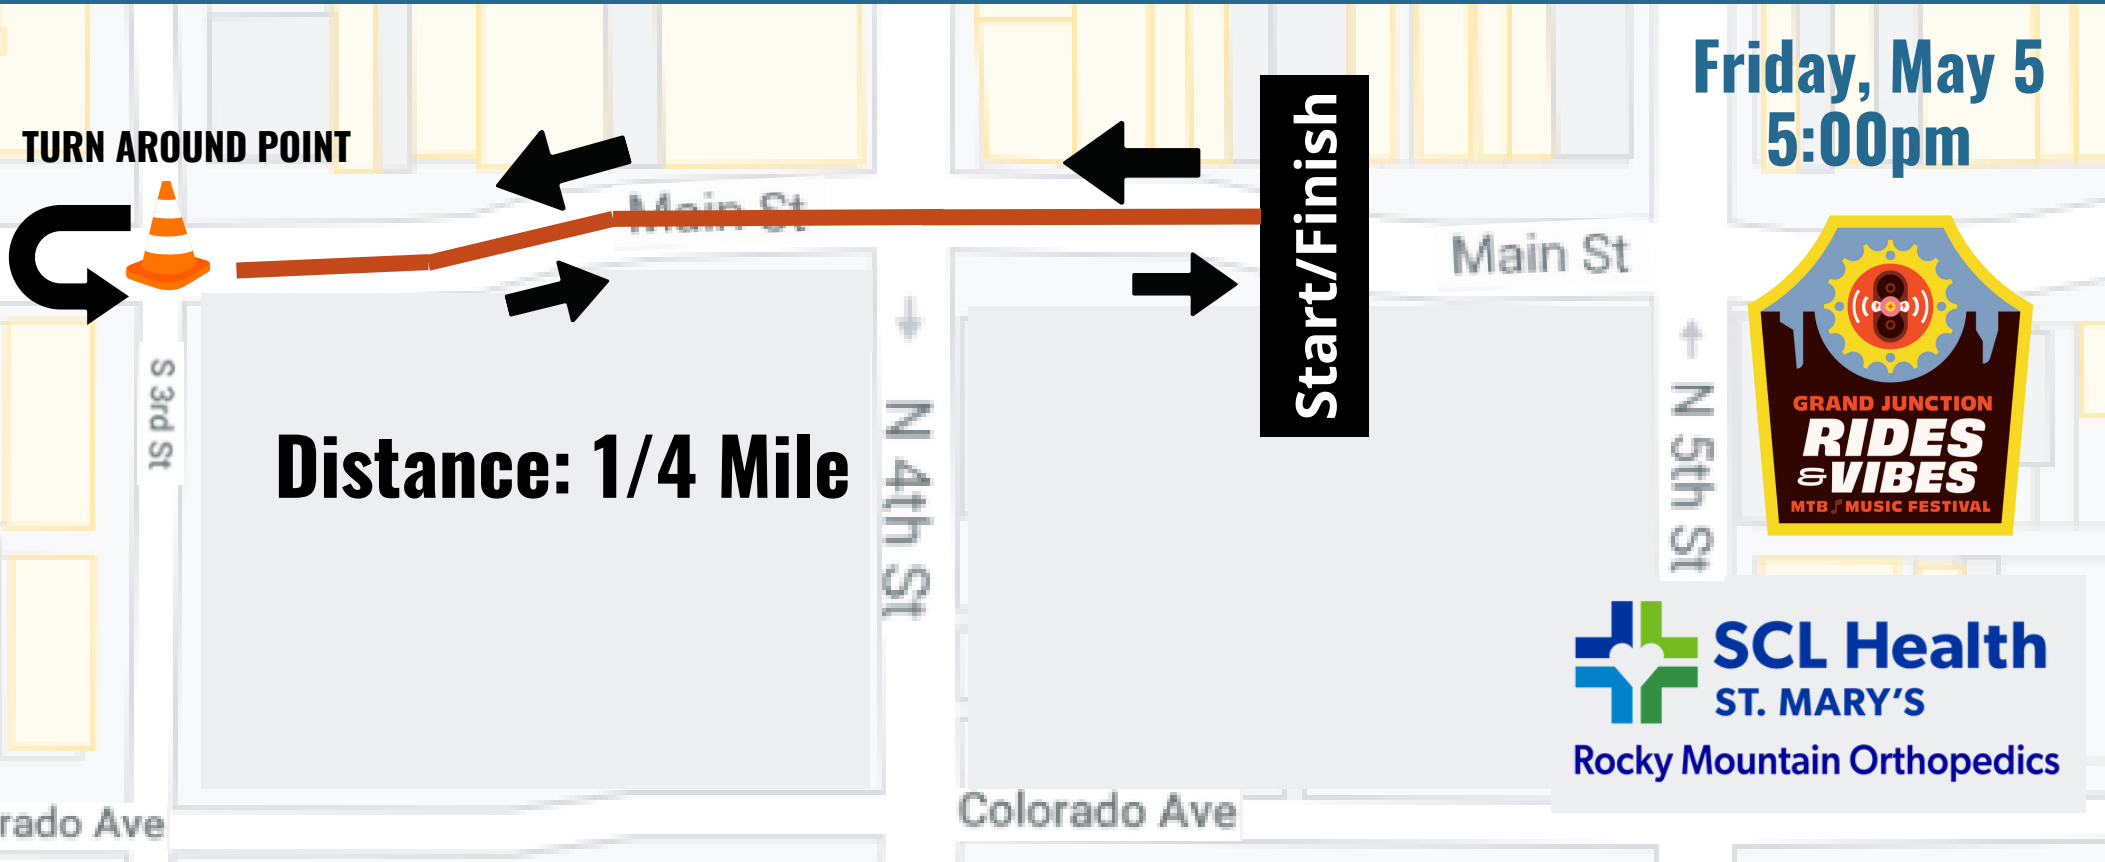 Friday, May 5
5:00pm
TURN AROUND POINT
Main St
Start/Finish
Main St
S 3rd St
Distance: 1/4 Mile
N 4th St
N 5th St
GRAND JUNCTION
RIDES
& VIBES
MTB MUSIC FESTIVAL
SCL Health
ST. MARY'S
Rocky Mountain Orthopedics
rado Ave
Colorado Ave